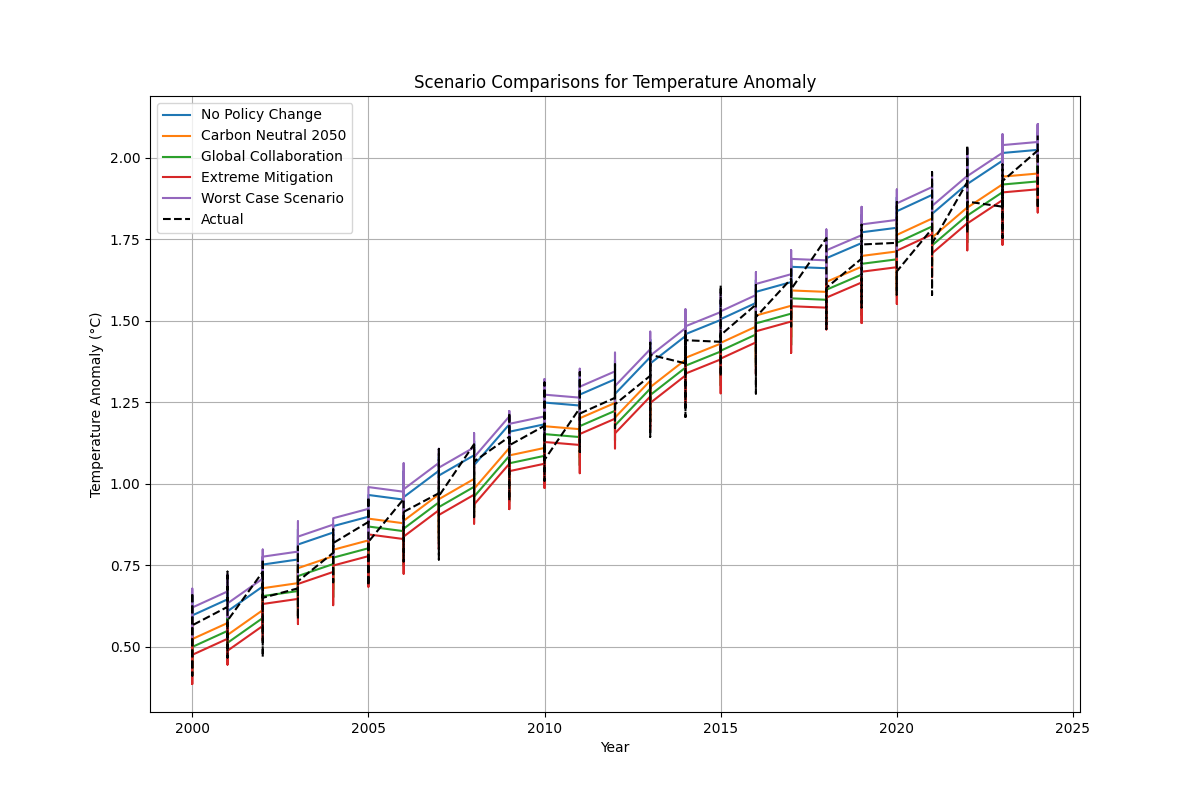 Scenario Comparisons for Temperature Anomaly
No Policy Change
Carbon Neutral 2050
Global Collaboration
Extreme Mitigation
Worst Case Scenario
Actual
2.00
1.75
1.50
1.25
1.00
0.75
0.50
Temperature Anomaly (°C)
2000 2005 2010 2015 2020 2025
Year